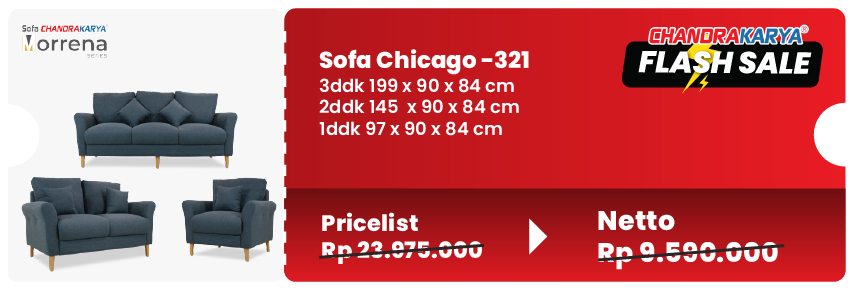 Sofa CHANDRAKARYA
Morrena
series
Sofa Chicago -321
3ddk 199 x 90 x 84 cm
2ddk 145 x 90 x 84 cm
1ddk 97 x 90 x 84 cm
CHANDRAKARYA®
FLASH SALE
Pricelist
Rp 23.975.000
Netto
Rp 9.590.000